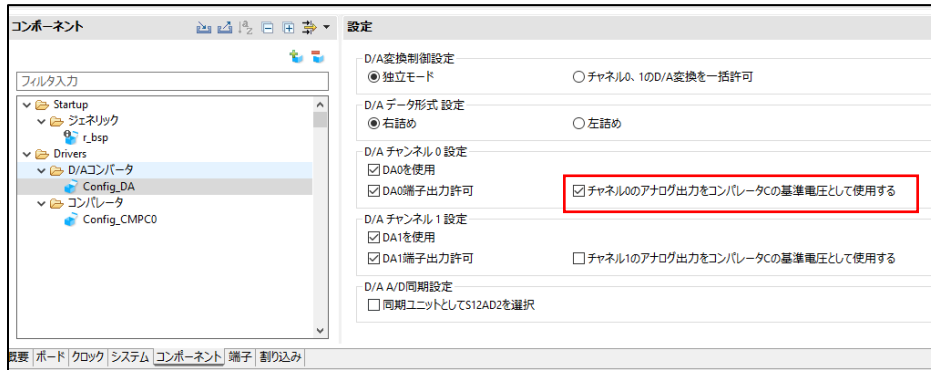 コンポーネント
設定
フィルタ入力
Startup
ジェネリック
r_bsp
Drivers
D/Aコンバータ
Config_DA
コンパレータ
Config_CMPC0
D/A変換制御設定
独立モード
チャネル0、1のD/A変換を一括許可
D/A データ形式 設定
右詰め
左詰め
D/A チャンネル 0 設定
DA0を使用
DA0端子出力許可
チャネル0のアナログ出力をコンパレータCの基準電圧として使用する
D/A チャンネル 1 設定
DA1を使用
DA1端子出力許可
チャネル1のアナログ出力をコンパレータCの基準電圧として使用する
D/A A/D同期設定
同期ユニットとしてS12AD2を選択
概要 ボード クロック システム コンポーネント 端子 割り込み